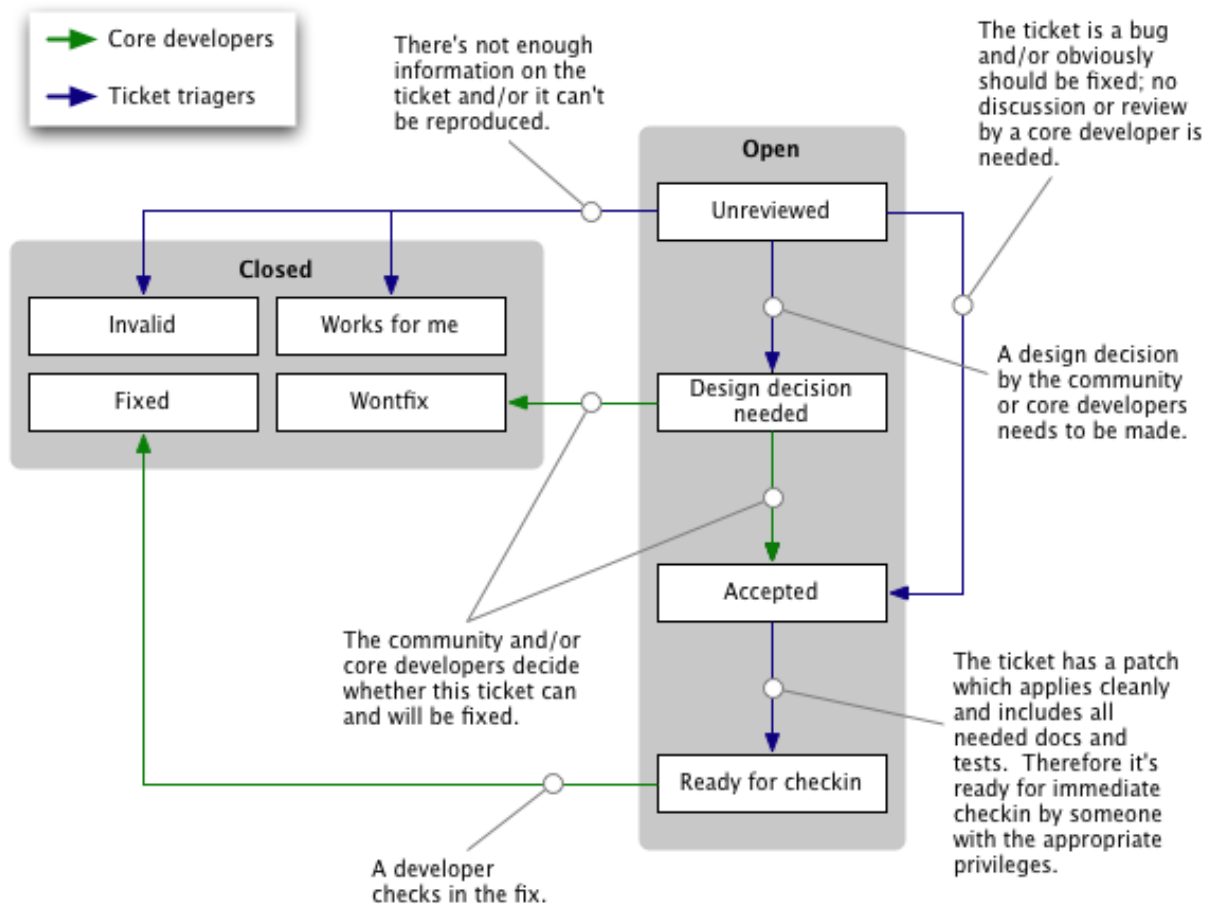 Core developers
Ticket triagers
There's not enough
information on the
ticket and/or it can't
be reproduced.
The ticket is a bug
and/or obviously
should be fixed; no
discussion or review
by a core developer is
needed.
Open
Unreviewed
Closed
Invalid
Works for me
Fixed
Wontfix
Design decision
needed
A design decision
by the community
or core developers
needs to be made.
Accepted
The community and/or
core developers decide
whether this ticket can
and will be fixed.
The ticket has a patch
which applies cleanly
and includes all
needed docs and
tests.  Therefore it's
ready for immediate
checkin by someone
with the appropriate
privileges.
Ready for checkin
A developer
checks in the fix.